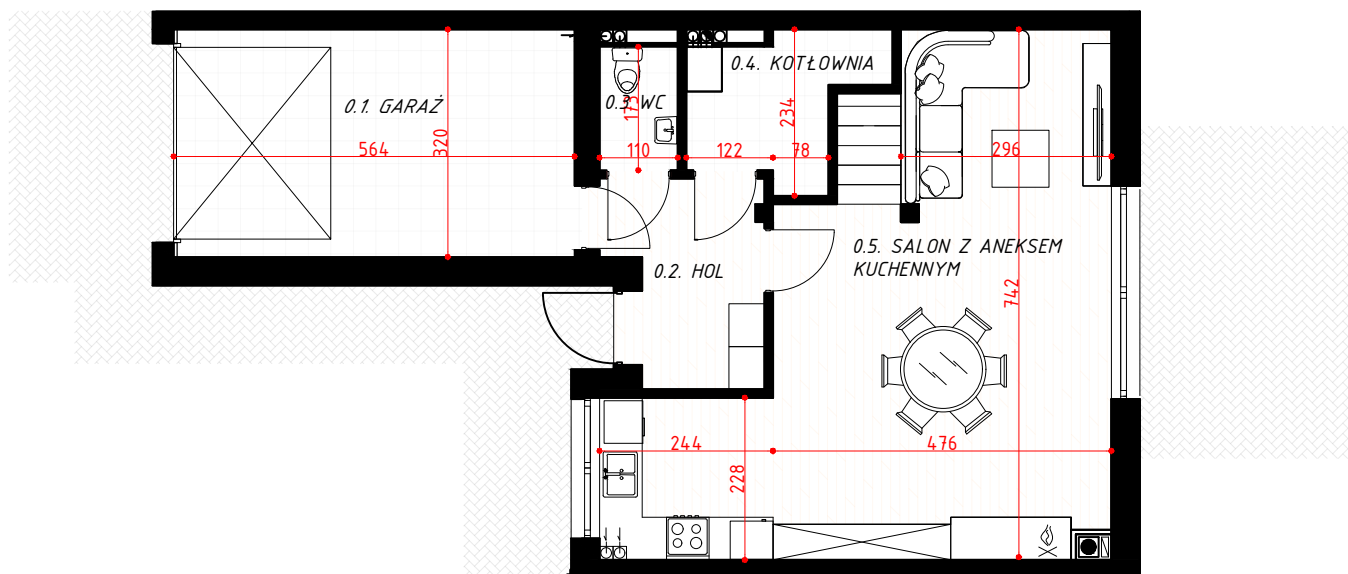 0.1. GARAŻ
564
320
0.3. WC
175
110
0.4. KOTŁOWNIA
234
122
78
296
0.2. HOL
0.5. SALON Z ANEKSEM
KUCHENNYM
742
244
476
228